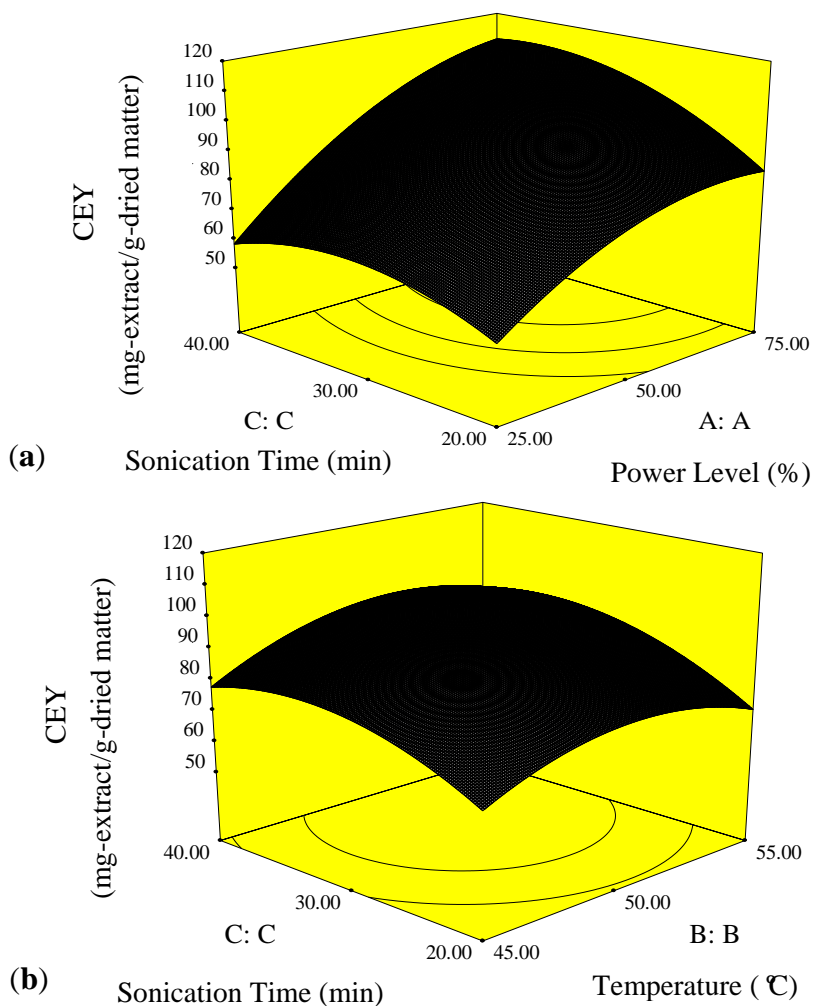 120
110
100
90
80
70
60
50
CEY
(mg-extract/g-dried matter)
40.00
30.00
20.00
25.00
50.00
75.00
C: C
A: A
(a)
Sonication Time (min)
Power Level (%)
120
110
100
90
80
70
60
50
CEY
(mg-extract/g-dried matter)
40.00
30.00
20.00
45.00
50.00
55.00
C: C
B: B
(b)
Sonication Time (min)
Temperature (°C)